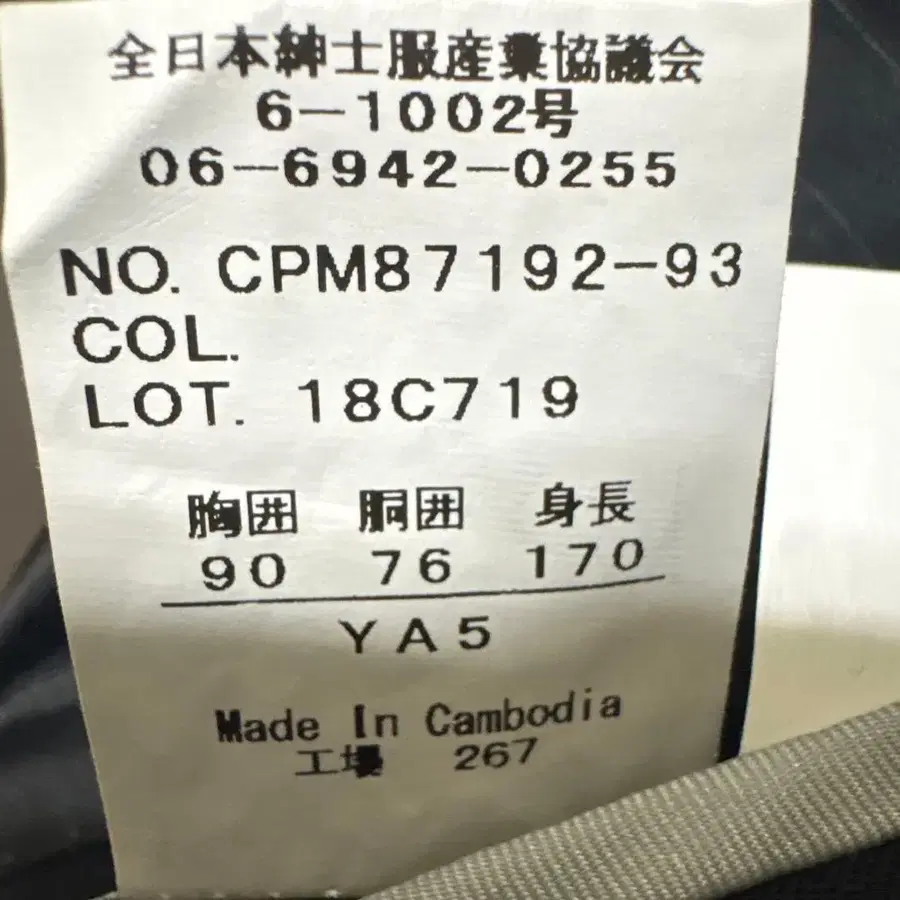 全日本紳士服産業協議会
6-1002号
06-6942-0255
NO. CPM87192-93
COL.
LOT. 18C719
胸囲 胴囲 身長
90 76 170
YA5
Made In Cambodia
工場 267